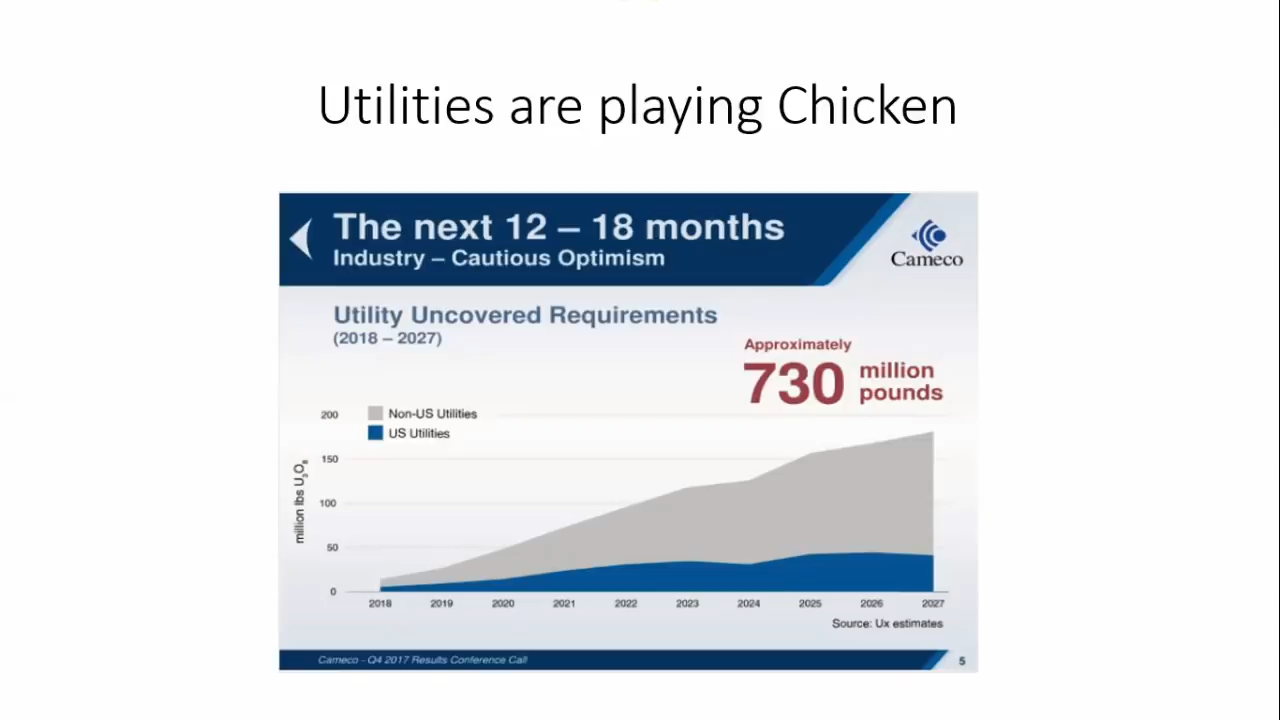 Utilities are playing Chicken
The next 12 – 18 months
Industry – Cautious Optimism
Cameco
Utility Uncovered Requirements
(2018 – 2027)
Approximately
730 million pounds
200
Non-US Utilities
US Utilities
150
100
50
0
million lbs U₃O₈
2018 2019 2020 2021 2022 2023 2024 2025 2026 2027
Source: Ux estimates
Cameco - Q4 2017 Results Conference Call
5